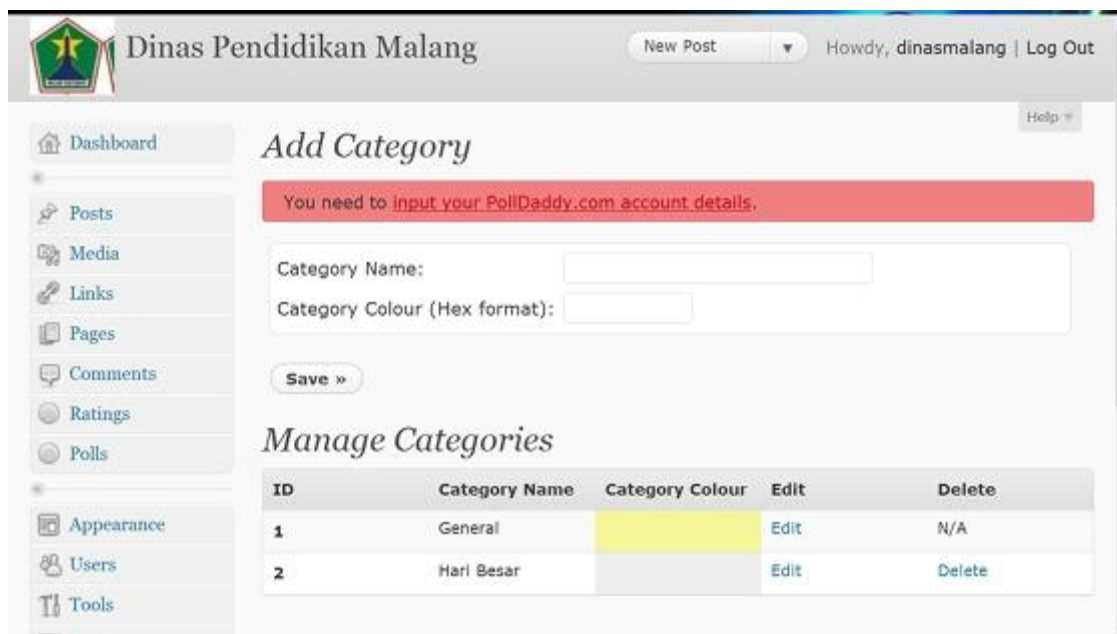 Dinas Pendidikan Malang
New Post
Howdy, dinasmalang | Log Out
Help
Dashboard
Posts
Media
Links
Pages
Comments
Ratings
Polls
Appearance
Users
Tools
Add Category
You need to input your PollDaddy.com account details.
Category Name:
Category Colour (Hex format):
Save »
Manage Categories
ID Category Name Category Colour Edit Delete
1 General Edit N/A
2 Hari Besar Edit Delete